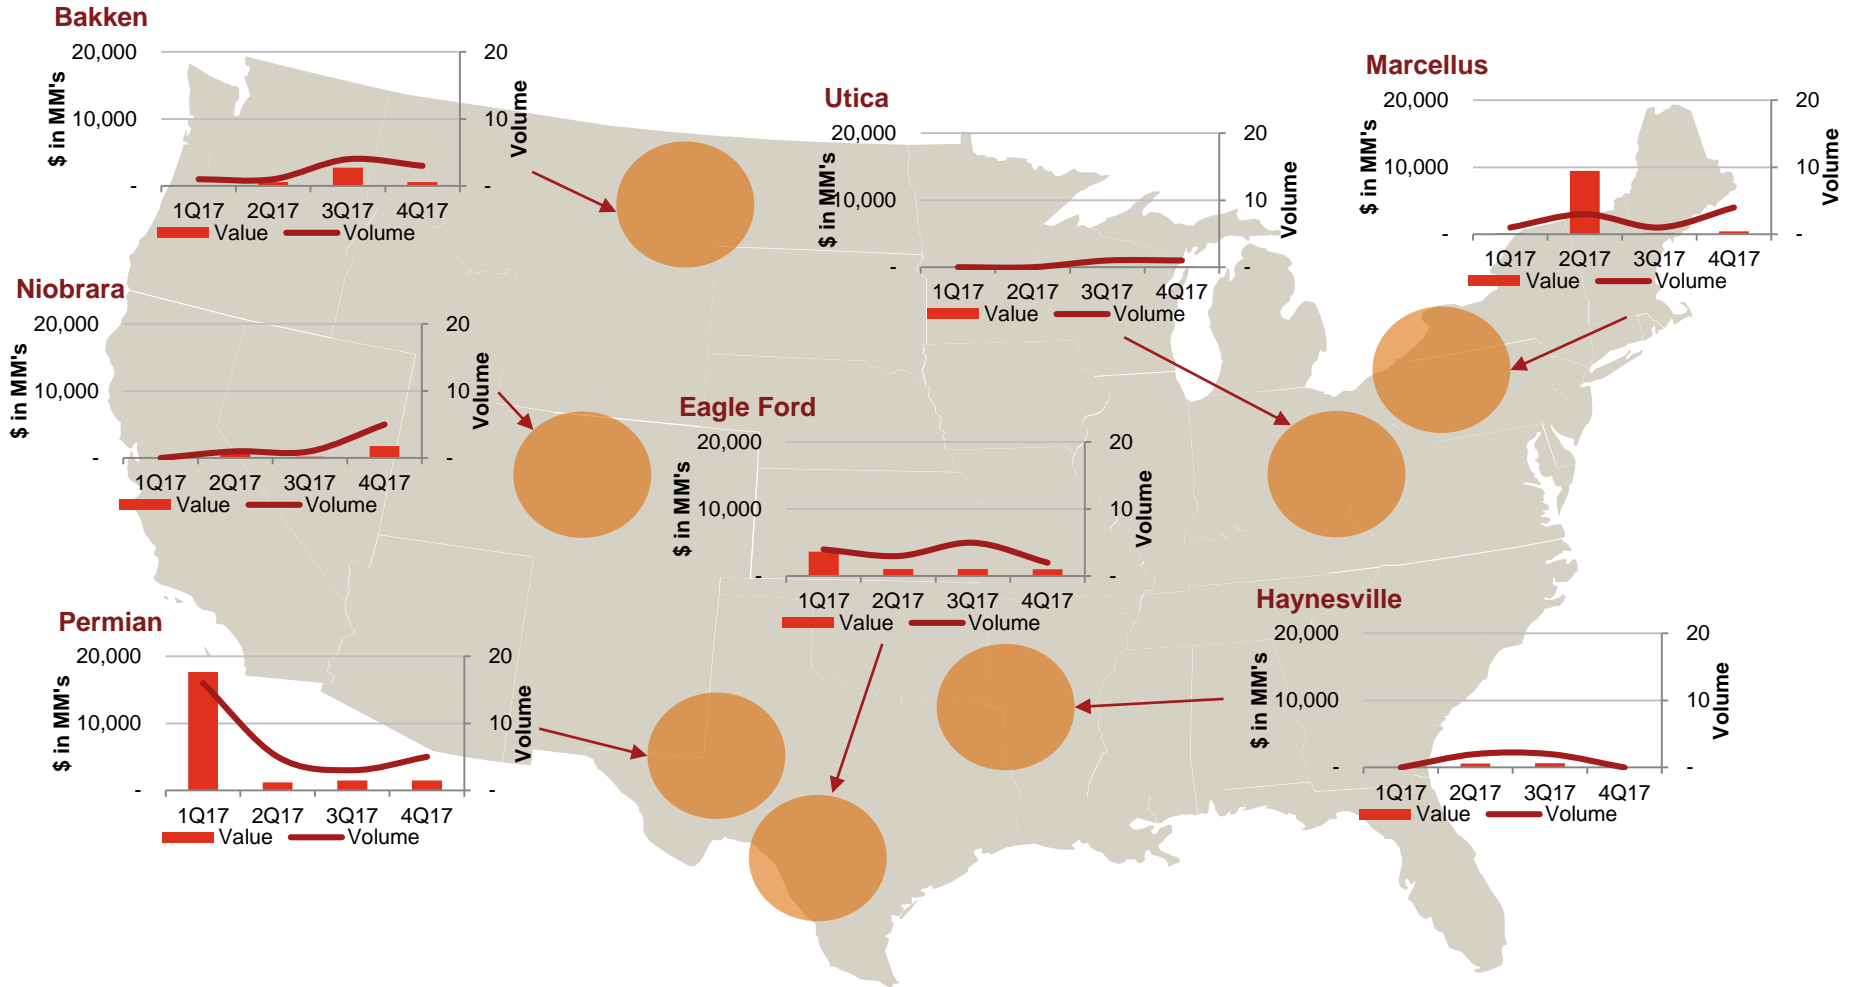 Bakken
20,000
20
10,000
10
-
-
$ in MM's
Volume
1Q17 2Q17 3Q17 4Q17
Value Volume
Utica
20,000
20
10,000
10
-
-
$ in MM's
Volume
1Q17 2Q17 3Q17 4Q17
Value Volume
Marcellus
20,000
20
10,000
10
-
-
$ in MM's
Volume
1Q17 2Q17 3Q17 4Q17
Value Volume
Niobrara
20,000
20
10,000
10
-
-
$ in MM's
Volume
1Q17 2Q17 3Q17 4Q17
Value Volume
Eagle Ford
20,000
20
10,000
10
-
-
$ in MM's
Volume
1Q17 2Q17 3Q17 4Q17
Value Volume
Permian
20,000
20
10,000
10
-
-
$ in MM's
Volume
1Q17 2Q17 3Q17 4Q17
Value Volume
Haynesville
20,000
20
10,000
10
-
-
$ in MM's
Volume
1Q17 2Q17 3Q17 4Q17
Value Volume